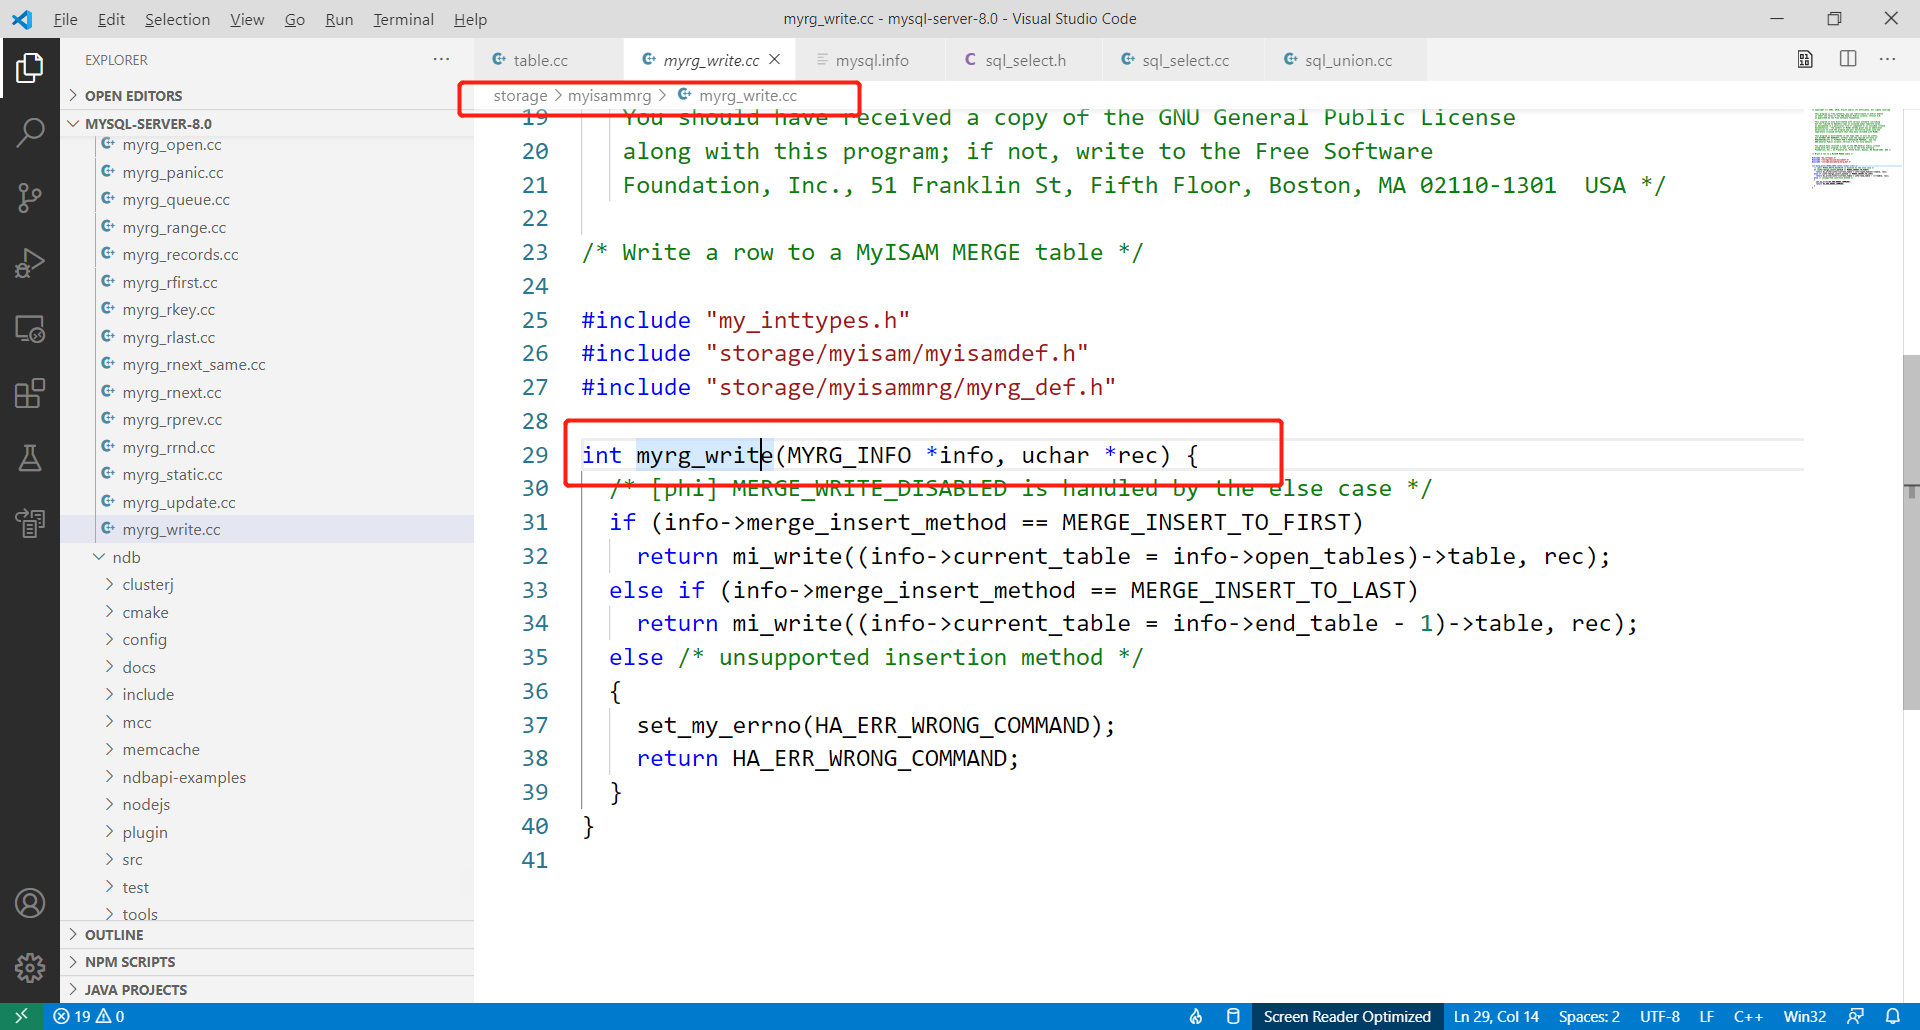 File Edit Selection View Go Run Terminal Help
myrg_write.cc - mysql-server-8.0 - Visual Studio Code
EXPLORER
OPEN EDITORS
MYSQL-SERVER-8.0
myrg_open.cc
myrg_panic.cc
myrg_queue.cc
myrg_range.cc
myrg_records.cc
myrg_rfirst.cc
myrg_rkey.cc
myrg_rlast.cc
myrg_rnext_same.cc
myrg_rnext.cc
myrg_rprev.cc
myrg_rrnd.cc
myrg_static.cc
myrg_update.cc
myrg_write.cc
ndb
clusterj
cmake
config
docs
include
mcc
memcache
ndbapi-examples
nodejs
plugin
src
test
tools
OUTLINE
NPM SCRIPTS
JAVA PROJECTS
table.cc myrg_write.cc mysql.info sql_select.h sql_select.cc sql_union.cc
storage > myisammrg > myrg_write.cc
19 You should have received a copy of the GNU General Public License
20 along with this program; if not, write to the Free Software
21 Foundation, Inc., 51 Franklin St, Fifth Floor, Boston, MA 02110-1301  USA */
22
23 /* Write a row to a MyISAM MERGE table */
24
25 #include "my_inttypes.h"
26 #include "storage/myisam/myisamdef.h"
27 #include "storage/myisammrg/myrg_def.h"
28
29 int myrg_write(MYRG_INFO *info, uchar *rec) {
30 /* [phi] MERGE_WRITE_DISABLED is handled by the else case */
31 if (info->merge_insert_method == MERGE_INSERT_TO_FIRST)
32 return mi_write((info->current_table = info->open_tables)->table, rec);
33 else if (info->merge_insert_method == MERGE_INSERT_TO_LAST)
34 return mi_write((info->current_table = info->end_table - 1)->table, rec);
35 else /* unsupported insertion method */
36 {
37 set_my_errno(HA_ERR_WRONG_COMMAND);
38 return HA_ERR_WRONG_COMMAND;
39 }
40 }
41
19 0 Screen Reader Optimized Ln 29, Col 14 Spaces: 2 UTF-8 LF C++ Win32